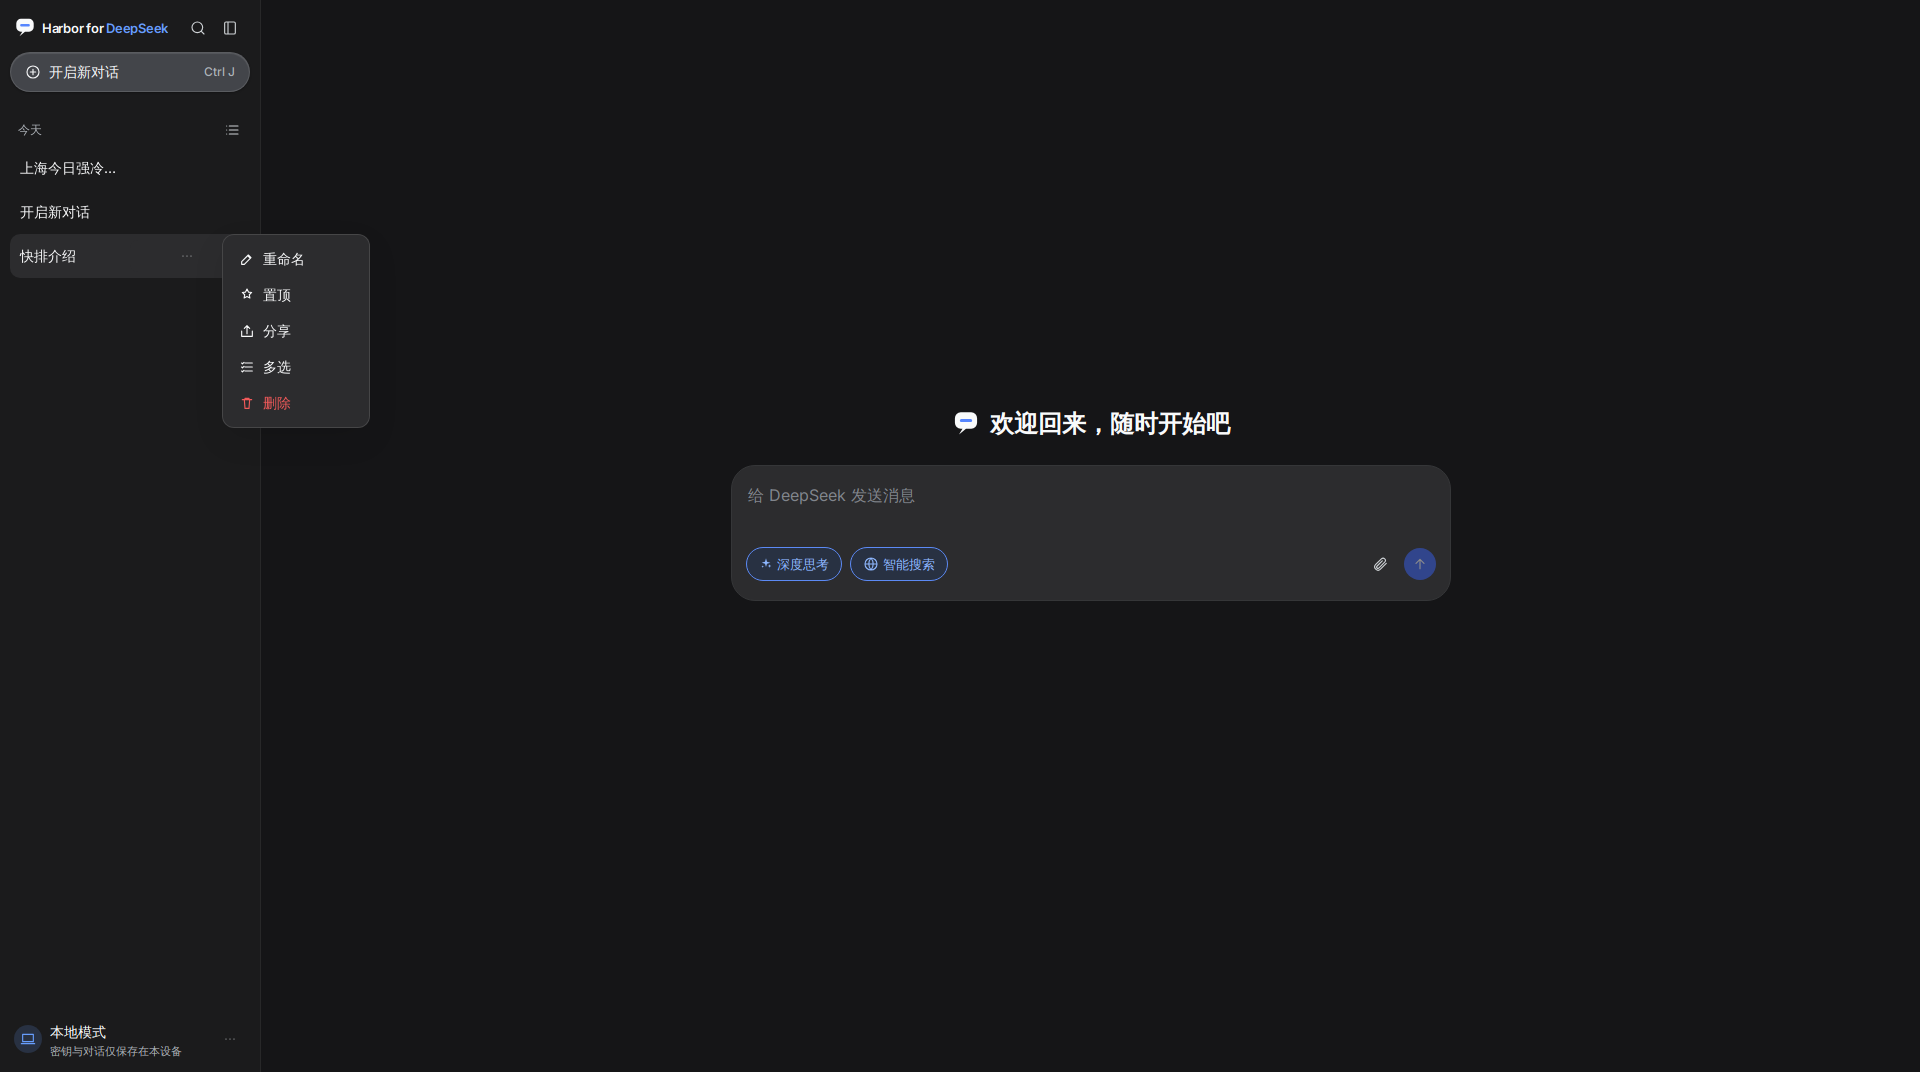 Harbor for DeepSeek
开启新对话 Ctrl J
今天
上海今日强冷...
开启新对话
快排介绍
重命名
置顶
分享
多选
删除
欢迎回来，随时开始吧
给 DeepSeek 发送消息
深度思考 智能搜索
本地模式
密钥与对话仅保存在本设备